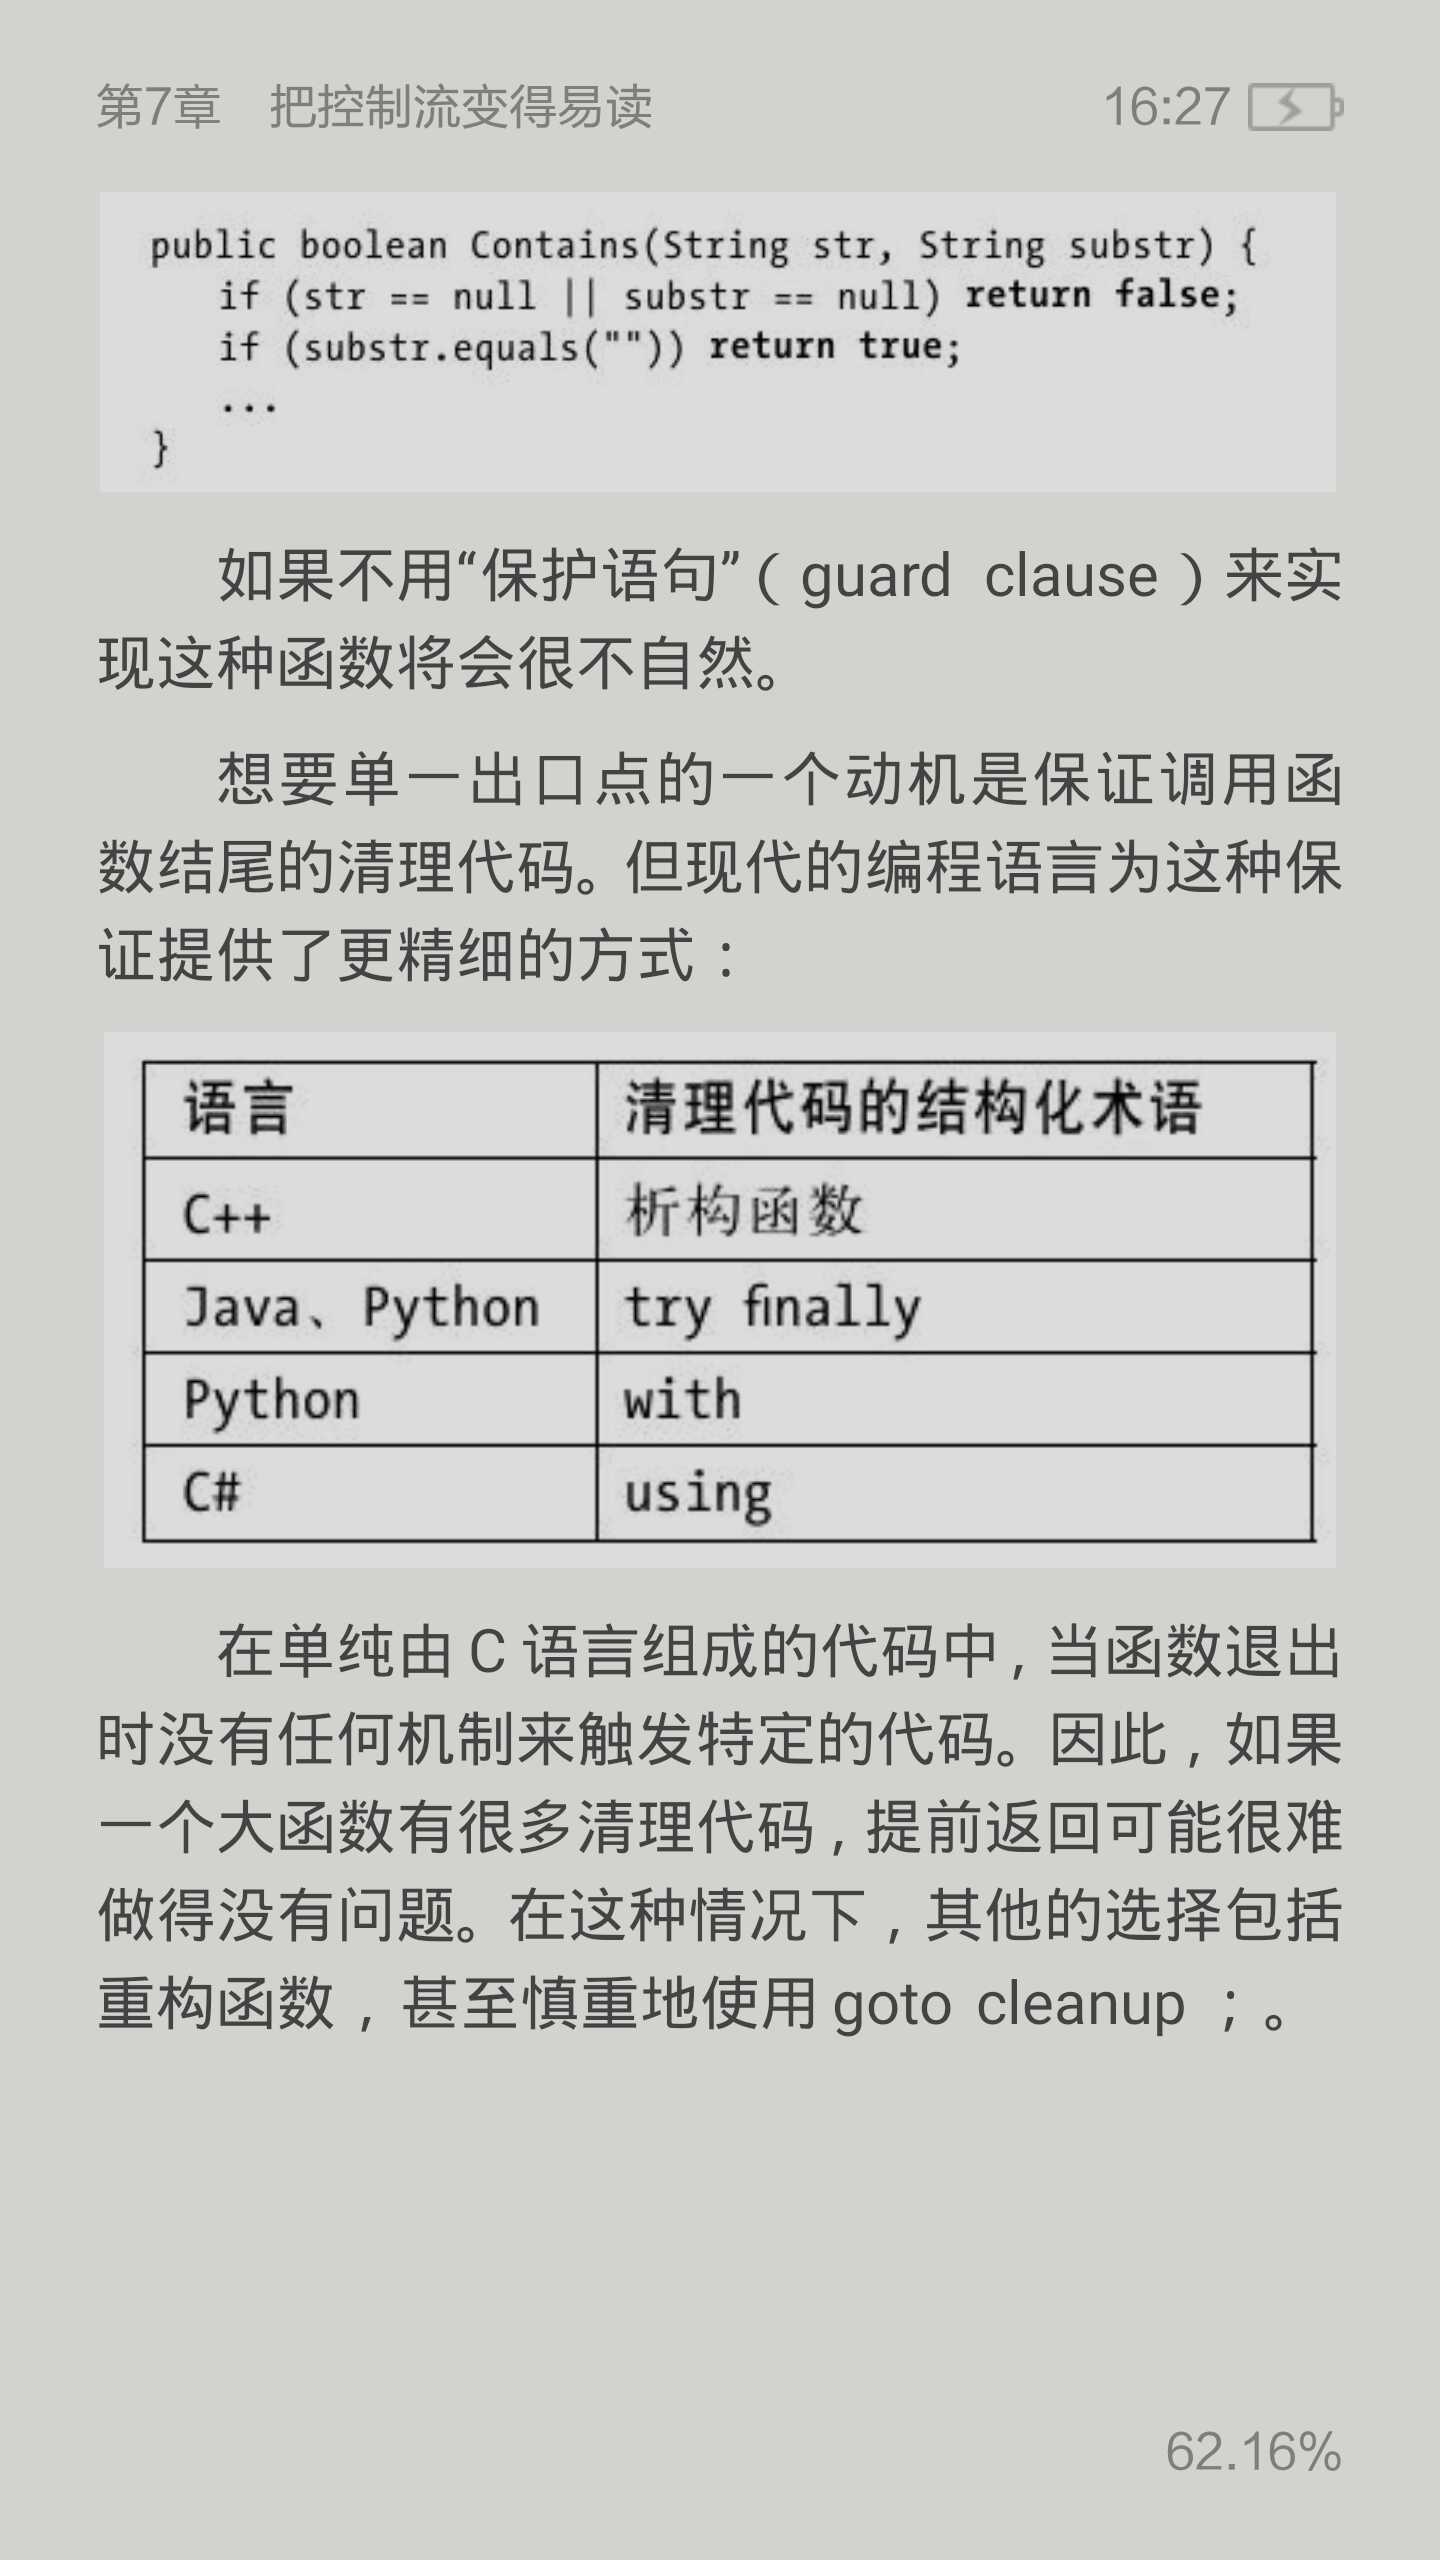 第7章　把控制流变得易读
16:27
public boolean Contains(String str, String substr) {
if (str == null || substr == null) return false;
if (substr.equals("")) return true;
...
}
如果不用“保护语句”（guard clause）来实
现这种函数将会很不自然。
想要单一出口点的一个动机是保证调用函
数结尾的清理代码。但现代的编程语言为这种保
证提供了更精细的方式：
语言 清理代码的结构化术语
C++ 析构函数
Java、Python try finally
Python with
C# using
在单纯由 C 语言组成的代码中，当函数退出
时没有任何机制来触发特定的代码。因此，如果
一个大函数有很多清理代码，提前返回可能很难
做得没有问题。在这种情况下，其他的选择包括
重构函数，甚至慎重地使用 goto cleanup ；。
62.16%